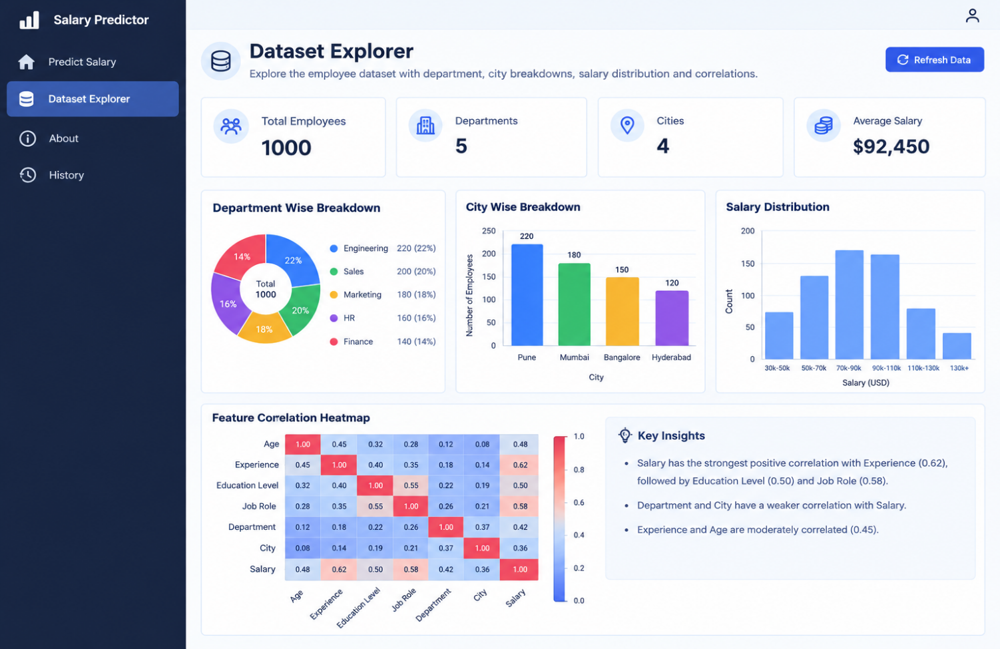 Salary Predictor
Predict Salary
Dataset Explorer
About
History
Dataset Explorer
Explore the employee dataset with department, city breakdowns, salary distribution and correlations.
Refresh Data
Total Employees
1000
Departments
5
Cities
4
Average Salary
$92,450
Department Wise Breakdown
14%
22%
Total
1000
16%
20%
18%
Engineering 220 (22%)
Sales 200 (20%)
Marketing 180 (18%)
HR 160 (16%)
Finance 140 (14%)
City Wise Breakdown
Number of Employees
250
200
150
100
50
0
220
180
150
120
Pune Mumbai Bangalore Hyderabad
City
Salary Distribution
Count
200
150
100
50
0
30k-50k 50k-70k 70k-90k 90k-110k 110k-130k 130k+
Salary (USD)
Feature Correlation Heatmap
Age 1.00 0.45 0.32 0.28 0.12 0.08 0.48
Experience 0.45 1.00 0.40 0.35 0.18 0.14 0.62
Education Level 0.32 0.40 1.00 0.55 0.22 0.19 0.50
Job Role 0.28 0.35 0.55 1.00 0.26 0.21 0.58
Department 0.12 0.18 0.22 0.26 1.00 0.37 0.42
City 0.08 0.14 0.19 0.21 0.37 1.00 0.36
Salary 0.48 0.62 0.50 0.58 0.42 0.36 1.00
Age Experience Education Level Job Role Department City Salary
1.0
0.8
0.6
0.4
0.2
0.0
Key Insights
• Salary has the strongest positive correlation with Experience (0.62),
followed by Education Level (0.50) and Job Role (0.58).
• Department and City have a weaker correlation with Salary.
• Experience and Age are moderately correlated (0.45).